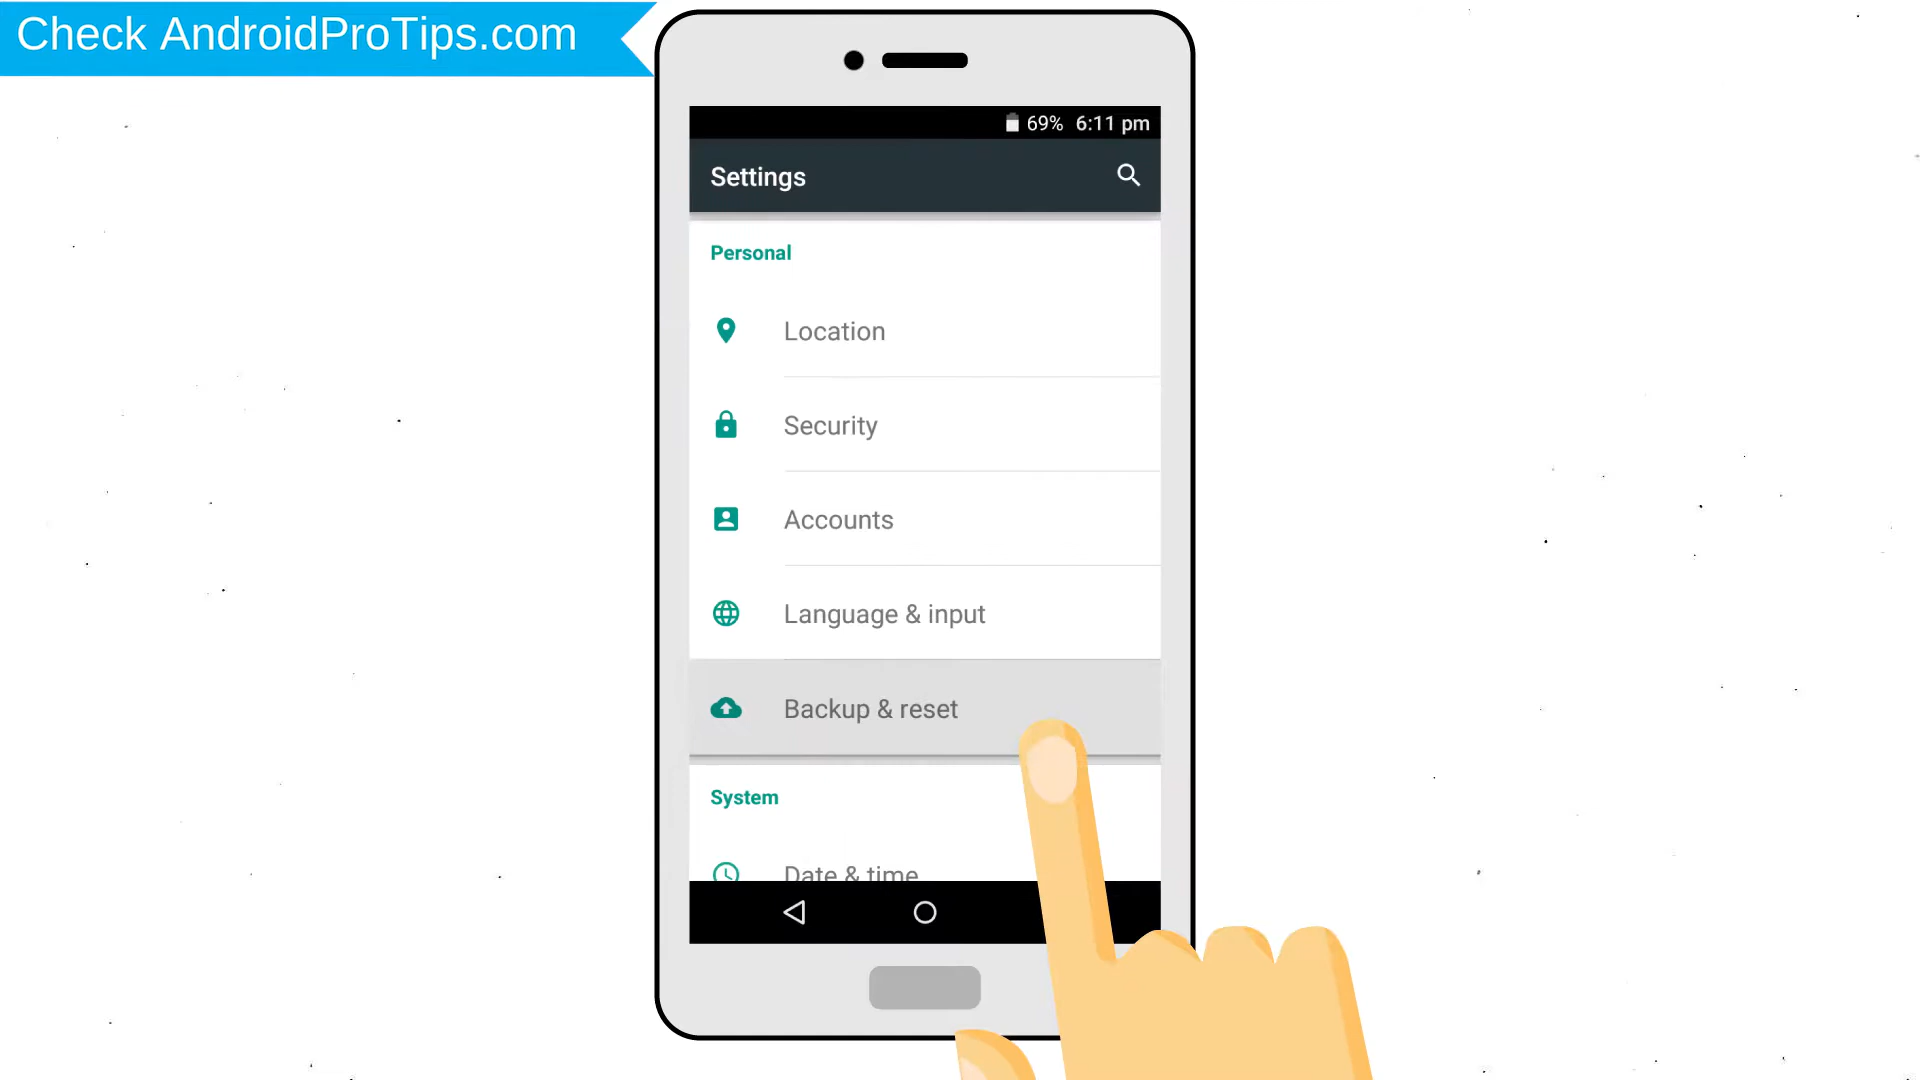 Check AndroidProTips.com
69% 6:11 pm
Settings
Personal
Location
Security
Accounts
Language & input
Backup & reset
System
Date & time